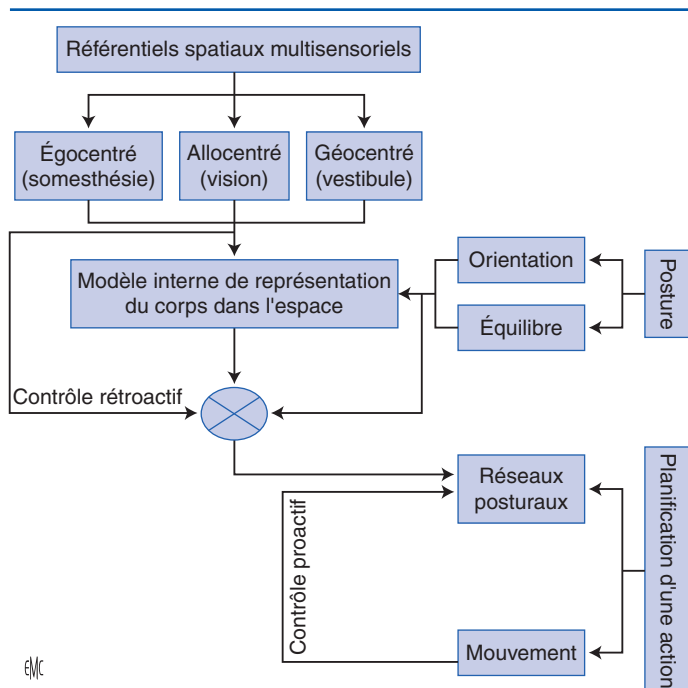 Référentiels spatiaux multisensoriels
Égocentré
(somesthésie)
Allocentré
(vision)
Géocentré
(vestibule)
Modèle interne de représentation
du corps dans l'espace
Orientation
Équilibre
Posture
Contrôle rétroactif
Réseaux
posturaux
Contrôle proactif
Mouvement
Planification d'une action
EMC